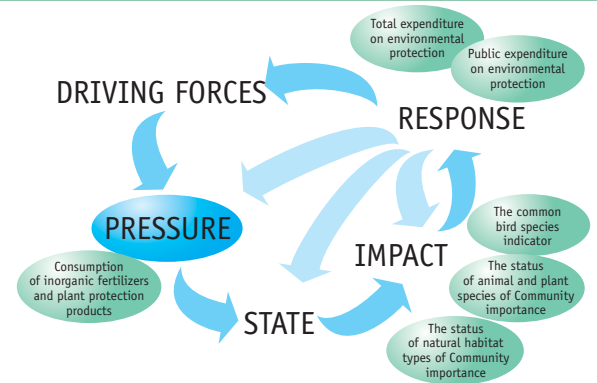 Total expenditure
on environmental
protection
Public expenditure
on environmental
protection
DRIVING FORCES
RESPONSE
PRESSURE
Consumption
of inorganic fertilizers
and plant protection
products
The common
bird species
indicator
IMPACT
The status
of animal and plant
species of Community
importance
STATE
The status
of natural habitat
types of Community
importance